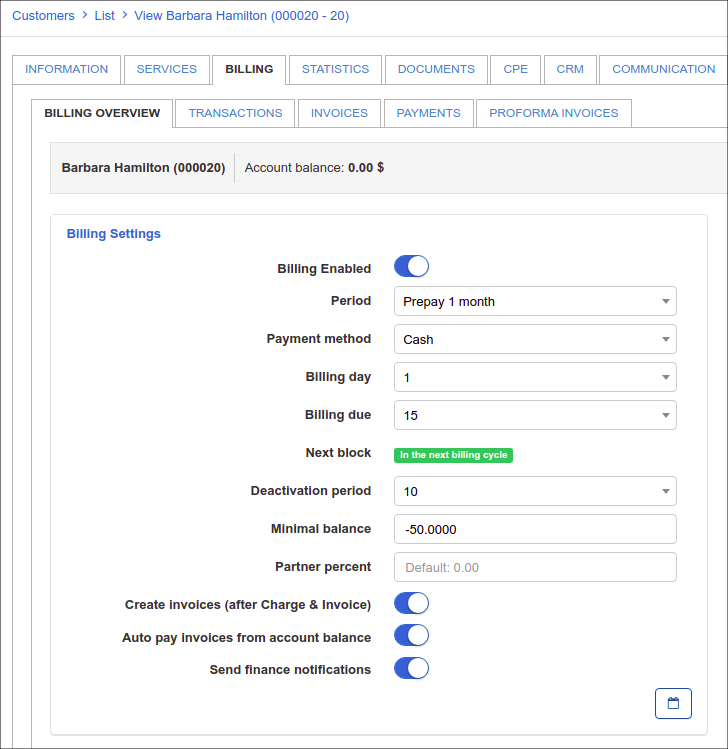 Customers > List > View Barbara Hamilton (000020 - 20)
INFORMATION SERVICES BILLING STATISTICS DOCUMENTS CPE CRM COMMUNICATION
BILLING OVERVIEW TRANSACTIONS INVOICES PAYMENTS PROFORMA INVOICES
Barbara Hamilton (000020) Account balance: 0.00 $
Billing Settings
Billing Enabled
Period Prepay 1 month
Payment method Cash
Billing day 1
Billing due 15
Next block In the next billing cycle
Deactivation period 10
Minimal balance -50.0000
Partner percent Default: 0.00
Create invoices (after Charge & Invoice)
Auto pay invoices from account balance
Send finance notifications